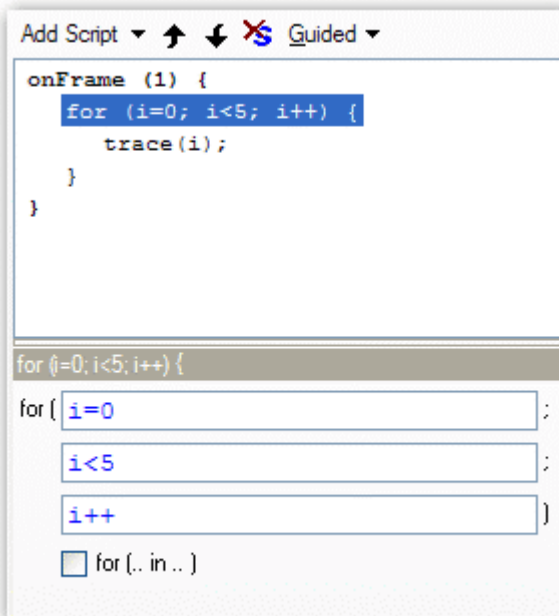 Add Script Guided
onFrame (1) {
for (i=0; i<5; i++) {
trace(i);
}
}
for (i=0; i<5; i++) {
for ( i=0 ;
i<5 ;
i++ )
for (.. in .. )